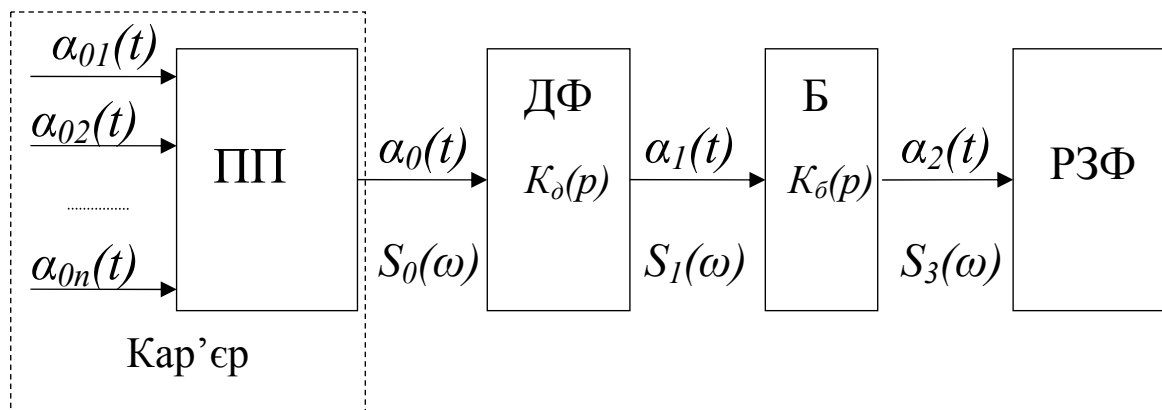 α01(t)
α02(t)
...............
α0n(t)
ПП
Кар’єр
α0(t)
S0(ω)
ДФ
Kд(p)
α1(t)
S1(ω)
Б
Kб(p)
α2(t)
S3(ω)
РЗФ